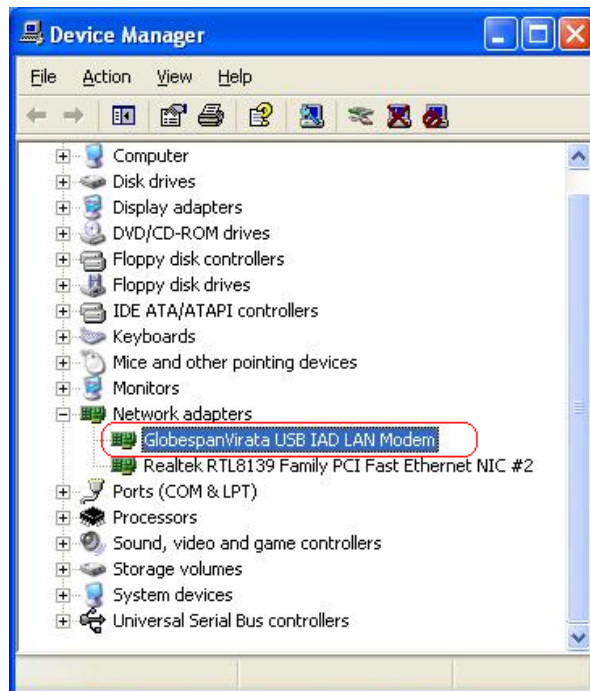 Device Manager
File Action View Help
Computer
Disk drives
Display adapters
DVD/CD-ROM drives
Floppy disk controllers
Floppy disk drives
IDE ATA/ATAPI controllers
Keyboards
Mice and other pointing devices
Monitors
Network adapters
GlobespanVirata USB IAD LAN Modem
Realtek RTL8139 Family PCI Fast Ethernet NIC #2
Ports (COM & LPT)
Processors
Sound, video and game controllers
Storage volumes
System devices
Universal Serial Bus controllers